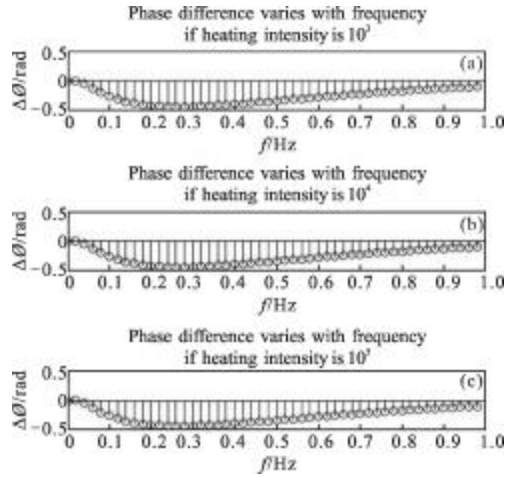 Phase difference varies with frequency
if heating intensity is 10³
(a)
0.5
0
−0.5
ΔØ/rad
0 0.1 0.2 0.3 0.4 0.5 0.6 0.7 0.8 0.9 1.0
f/Hz
Phase difference varies with frequency
if heating intensity is 10⁴
(b)
0.5
0
−0.5
ΔØ/rad
0 0.1 0.2 0.3 0.4 0.5 0.6 0.7 0.8 0.9 1.0
f/Hz
Phase difference varies with frequency
if heating intensity is 10⁵
(c)
0.5
0
−0.5
ΔØ/rad
0 0.1 0.2 0.3 0.4 0.5 0.6 0.7 0.8 0.9 1.0
f/Hz